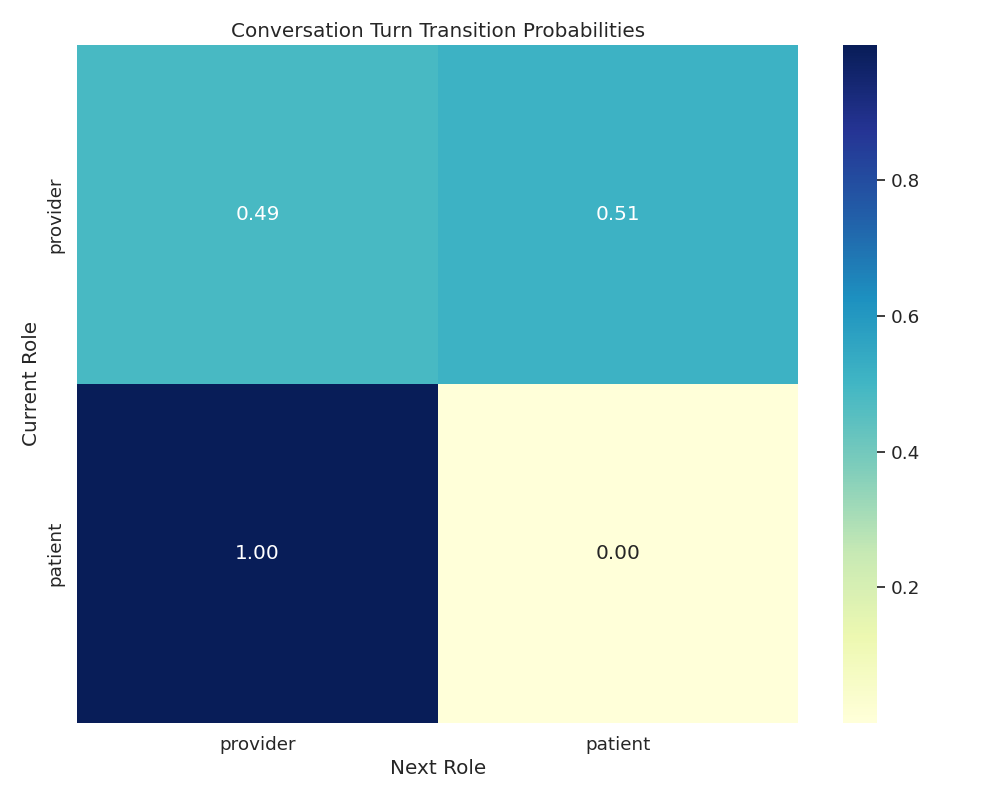 Conversation Turn Transition Probabilities
Current Role
provider
0.49
0.51
patient
1.00
0.00
provider
patient
Next Role
0.8
0.6
0.4
0.2